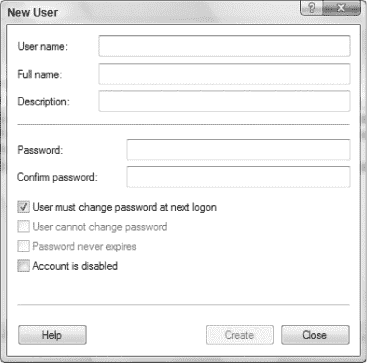 New User
User name:
Full name:
Description:
Password:
Confirm password:
User must change password at next logon
User cannot change password
Password never expires
Account is disabled
Help Create Close